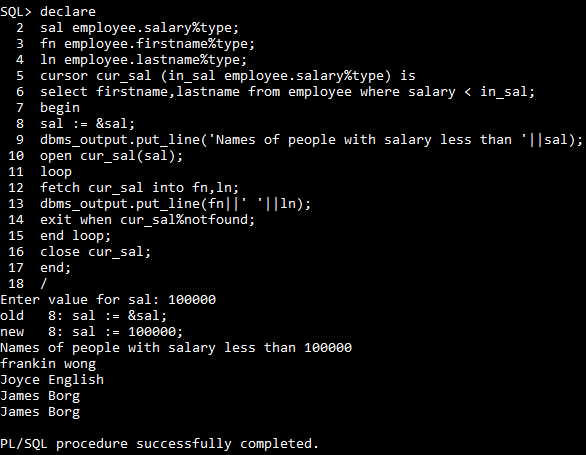 SQL> declare
2 sal employee.salary%type;
3 fn employee.firstname%type;
4 ln employee.lastname%type;
5 cursor cur_sal (in_sal employee.salary%type) is
6 select firstname,lastname from employee where salary < in_sal;
7 begin
8 sal := &sal;
9 dbms_output.put_line('Names of people with salary less than '||sal);
10 open cur_sal(sal);
11 loop
12 fetch cur_sal into fn,ln;
13 dbms_output.put_line(fn||' '||ln);
14 exit when cur_sal%notfound;
15 end loop;
16 close cur_sal;
17 end;
18 /
Enter value for sal: 100000
old 8: sal := &sal;
new 8: sal := 100000;
Names of people with salary less than 100000
frankin wong
Joyce English
James Borg
James Borg
PL/SQL procedure successfully completed.